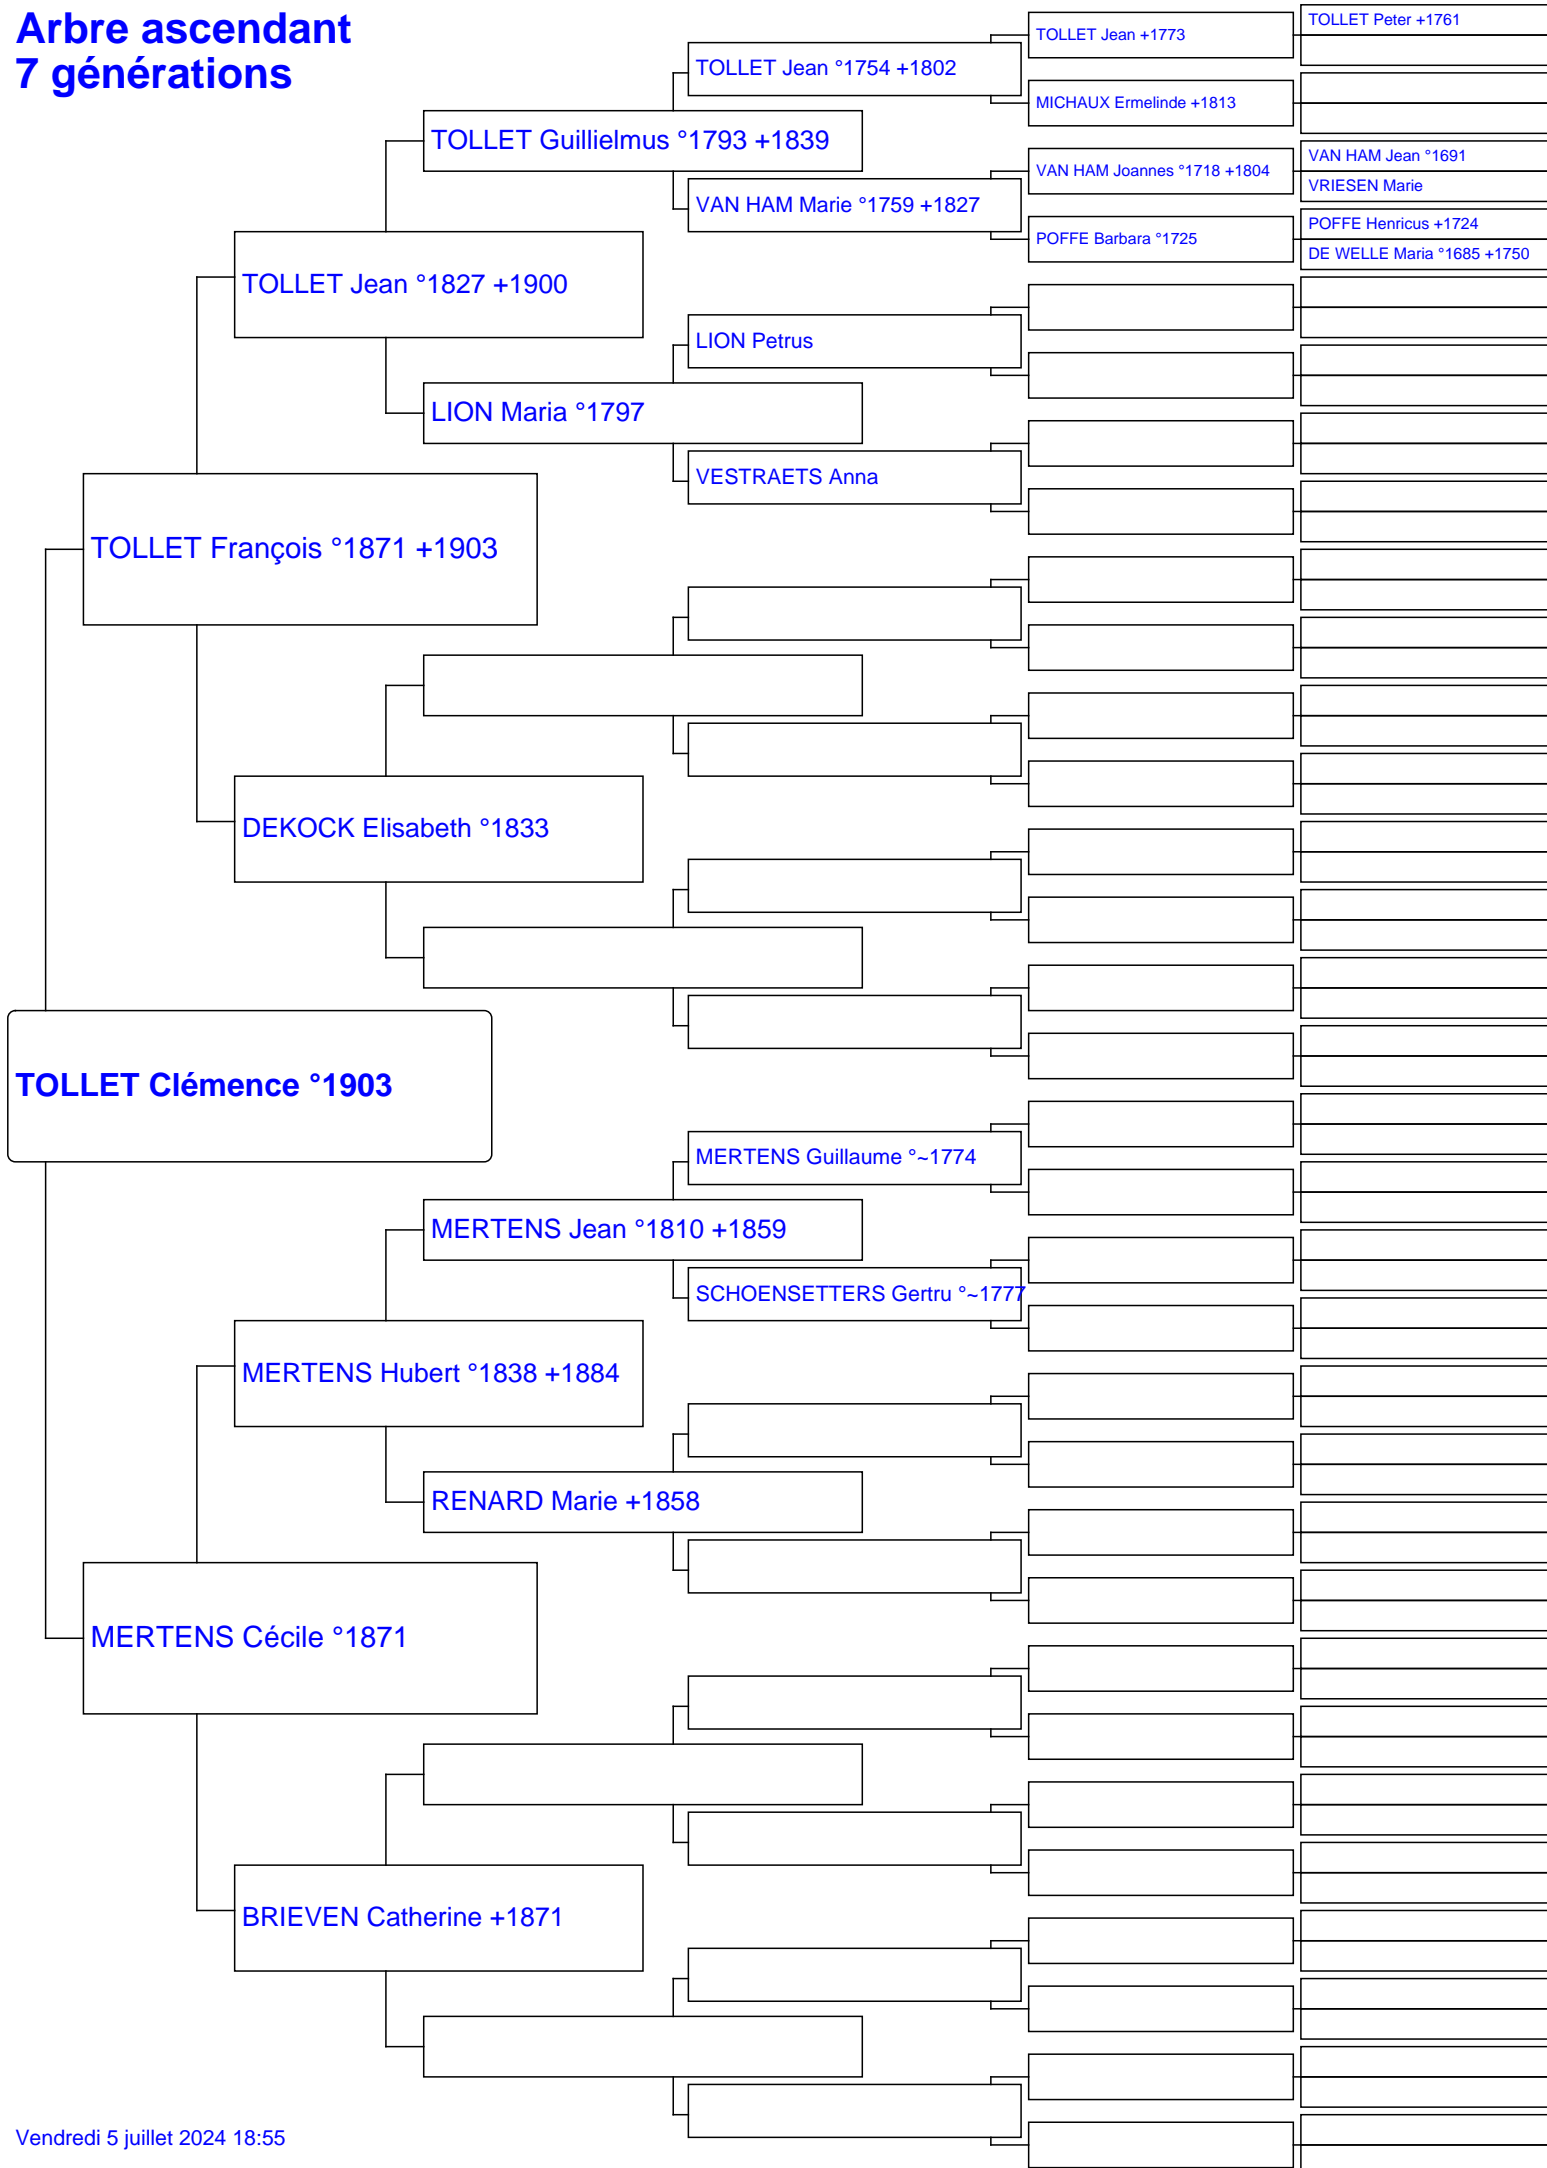 Arbre ascendant
7 générations
TOLLET Peter +1761
TOLLET Jean +1773
TOLLET Jean °1754 +1802
MICHAUX Ermelinde +1813
TOLLET Guillielmus °1793 +1839
VAN HAM Jean °1691
VAN HAM Joannes °1718 +1804
VRIESEN Marie
VAN HAM Marie °1759 +1827
POFFE Henricus +1724
POFFE Barbara °1725
DE WELLE Maria °1685 +1750
TOLLET Jean °1827 +1900
LION Petrus
LION Maria °1797
VESTRAETS Anna
TOLLET François °1871 +1903
DEKOCK Elisabeth °1833
TOLLET Clémence °1903
MERTENS Guillaume °~1774
MERTENS Jean °1810 +1859
SCHOENSETTERS Gertru °~1777
MERTENS Hubert °1838 +1884
RENARD Marie +1858
MERTENS Cécile °1871
BRIEVEN Catherine +1871
Vendredi 5 juillet 2024 18:55